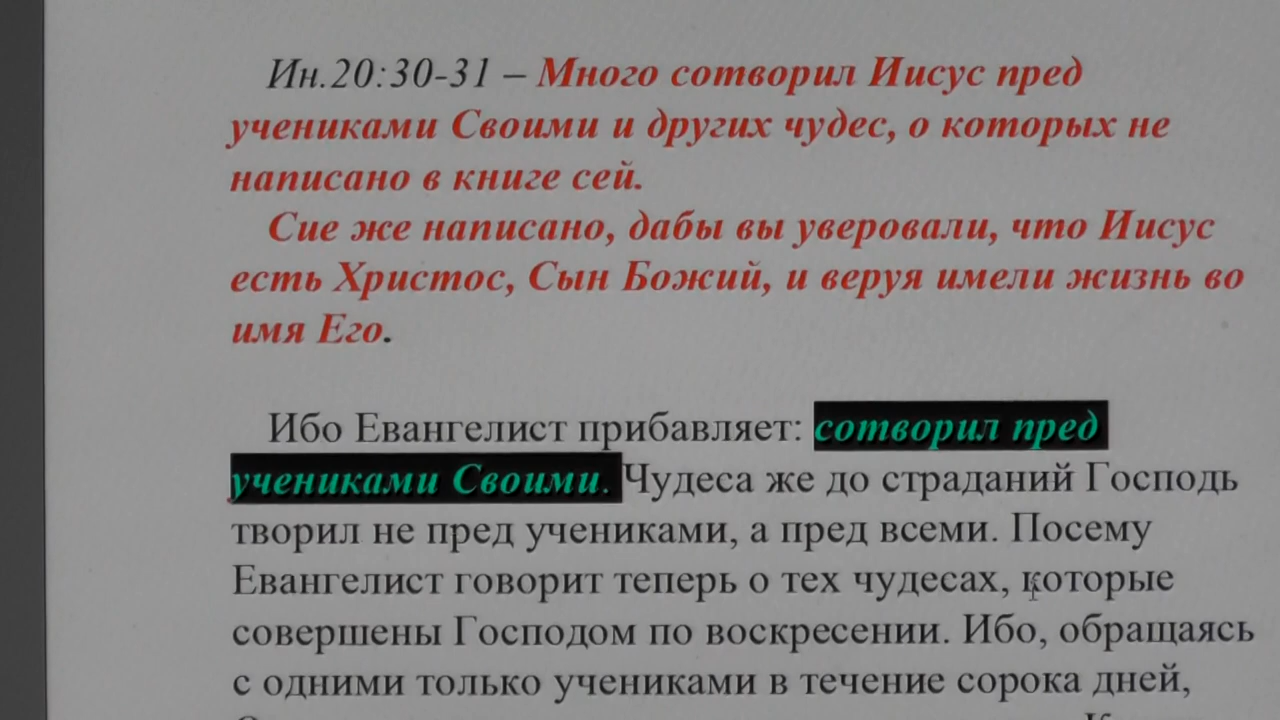 Ин.20:30-31 – Много сотворил Иисус пред
учениками Своими и других чудес, о которых не
написано в книге сей.
Сие же написано, дабы вы уверовали, что Иисус
есть Христос, Сын Божий, и веруя имели жизнь во
имя Его.
Ибо Евангелист прибавляет: сотворил пред
учениками Своими. Чудеса же до страданий Господь
творил не пред учениками, а пред всеми. Посему
Евангелист говорит теперь о тех чудесах, которые
совершены Господом по воскресении. Ибо, обращаясь
с одними только учениками в течение сорока дней,